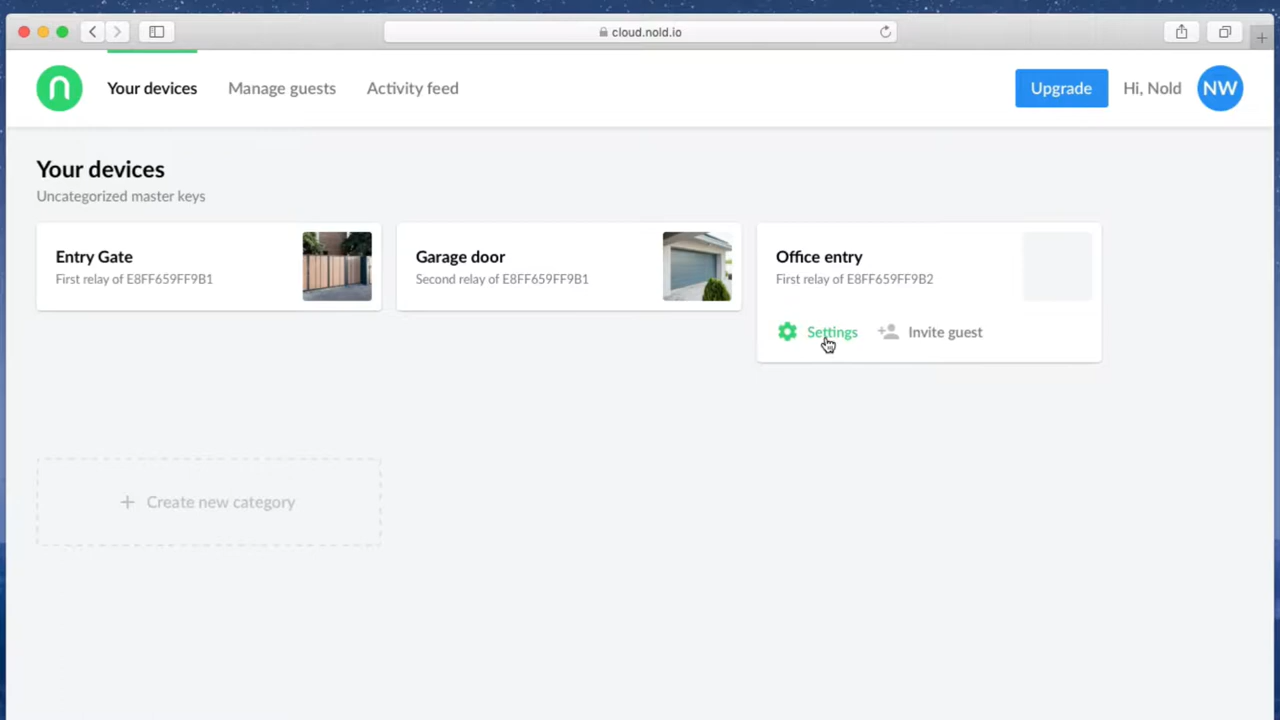 cloud.nold.io
n
Your devices
Manage guests
Activity feed
Upgrade
Hi, Nold
NW
Your devices
Uncategorized master keys
Entry Gate
First relay of E8FF659FF9B1
Garage door
Second relay of E8FF659FF9B1
Office entry
First relay of E8FF659FF9B2
Settings
Invite guest
+ Create new category